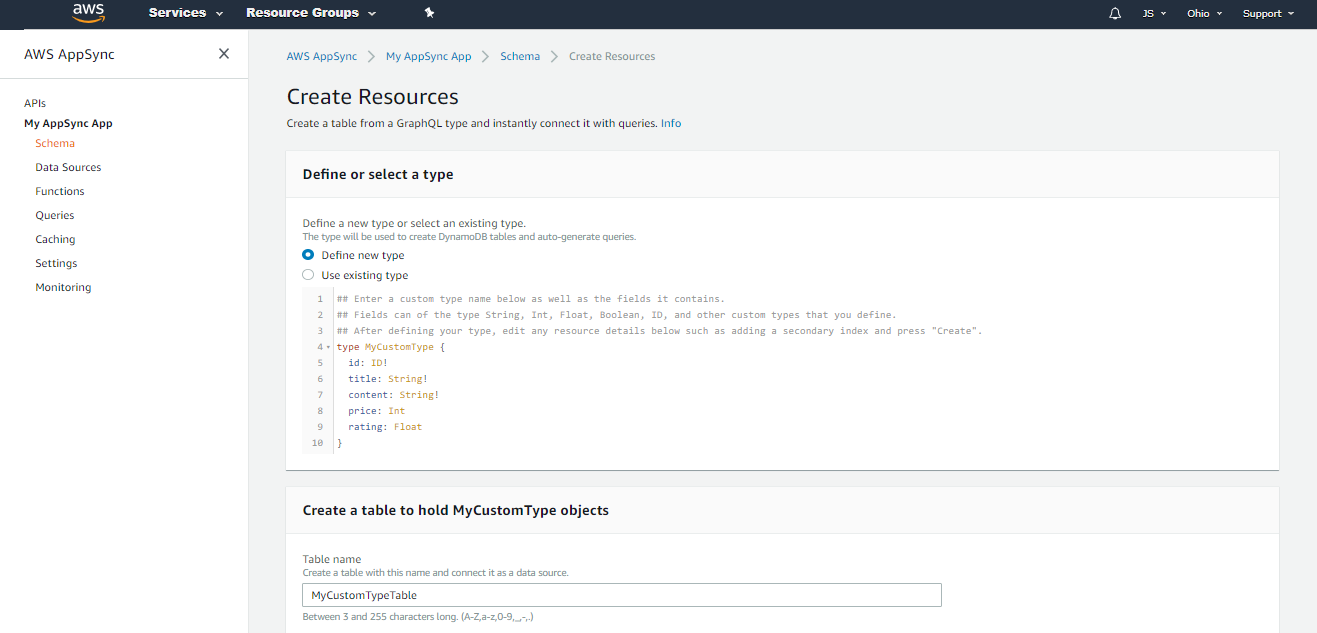 aws Services Resource Groups JS Ohio Support
AWS AppSync
APIs
My AppSync App
Schema
Data Sources
Functions
Queries
Caching
Settings
Monitoring
AWS AppSync My AppSync App Schema Create Resources
Create Resources
Create a table from a GraphQL type and instantly connect it with queries. Info
Define or select a type
Define a new type or select an existing type.
The type will be used to create DynamoDB tables and auto-generate queries.
Define new type
Use existing type
1 ## Enter a custom type name below as well as the fields it contains.
2 ## Fields can of the type String, Int, Float, Boolean, ID, and other custom types that you define.
3 ## After defining your type, edit any resource details below such as adding a secondary index and press "Create".
4 type MyCustomType {
5 id: ID!
6 title: String!
7 content: String!
8 price: Int
9 rating: Float
10 }
Create a table to hold MyCustomType objects
Table name
Create a table with this name and connect it as a data source.
MyCustomTypeTable
Between 3 and 255 characters long. (A-Z,a-z,0-9,_,-,.)